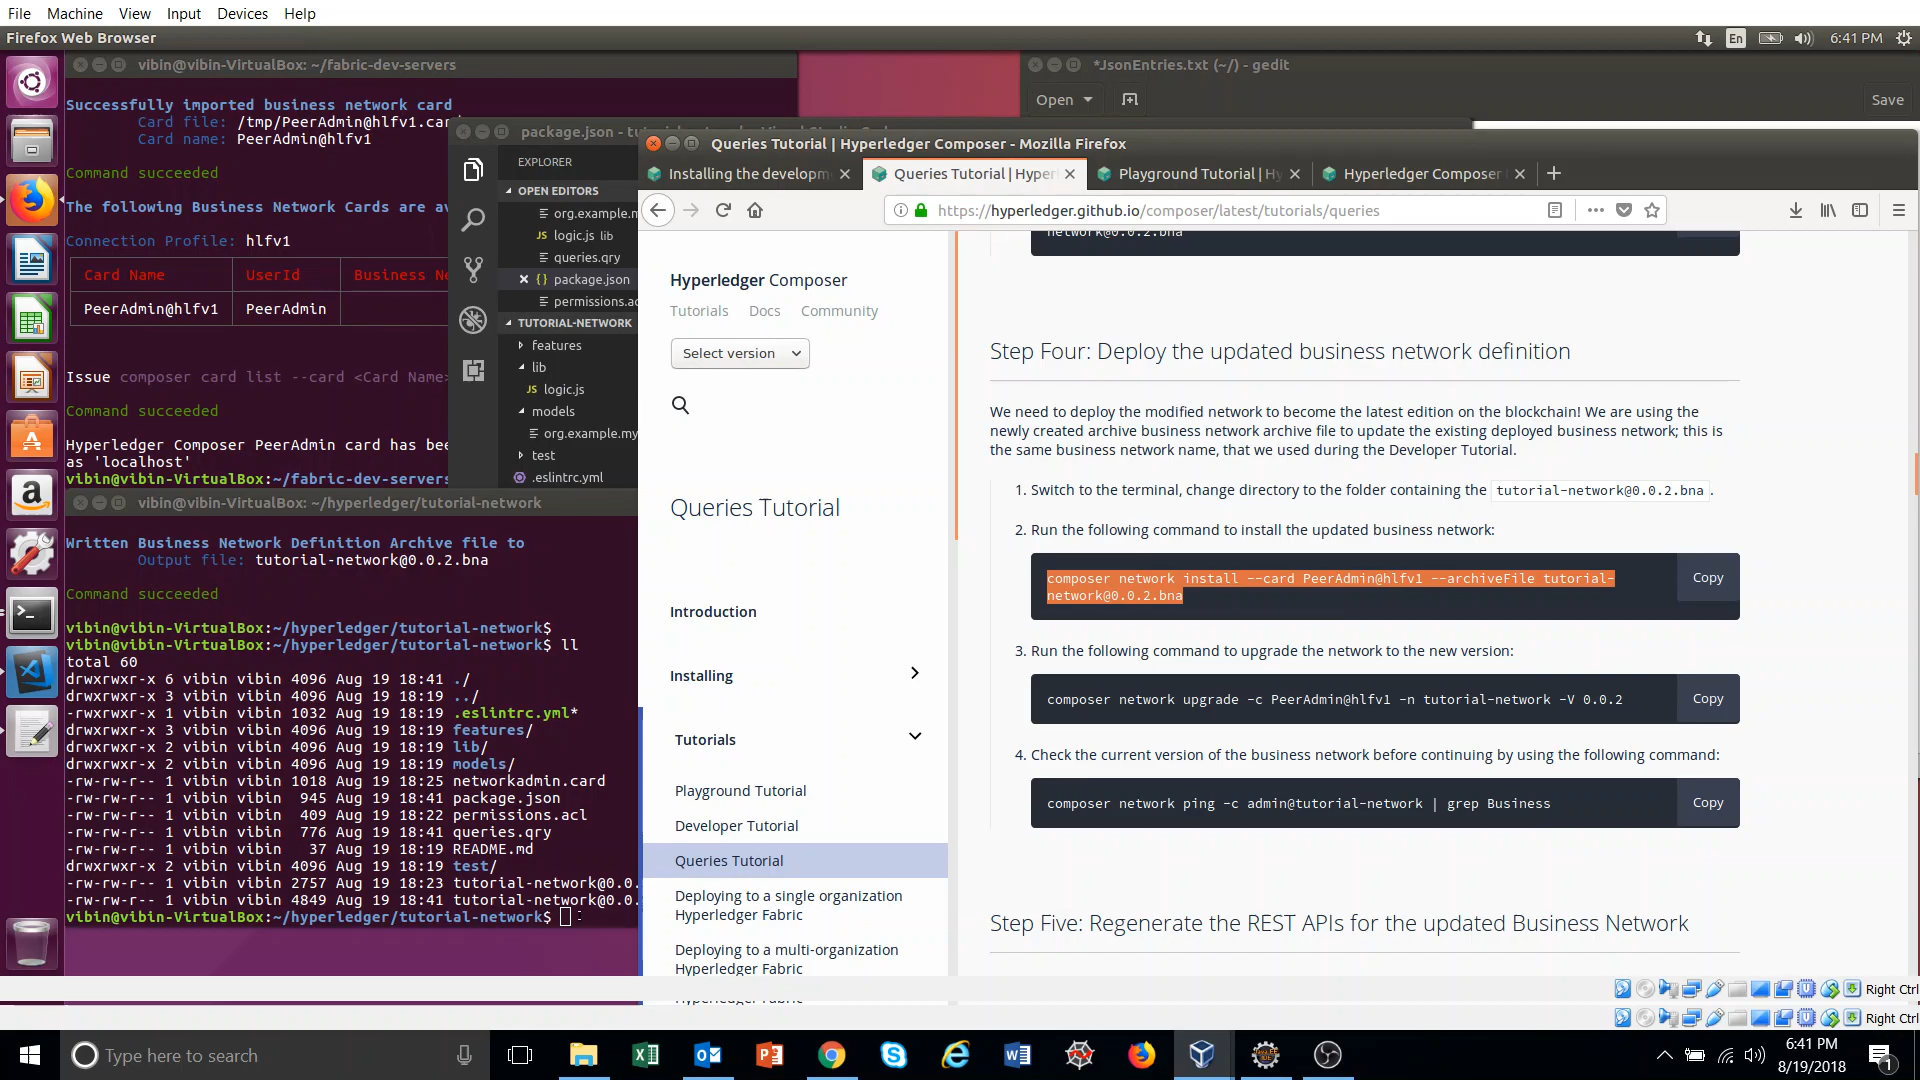 File Machine View Input Devices Help
Firefox Web Browser
En
6:41 PM
vibin@vibin-VirtualBox: ~/fabric-dev-servers
Successfully imported business network card
Card file: /tmp/PeerAdmin@hlfv1.car
Card name: PeerAdmin@hlfv1
Command succeeded
The following Business Network Cards are av
Connection Profile: hlfv1
Card Name UserId Business Ne
PeerAdmin@hlfv1 PeerAdmin
Issue composer card list --card <Card Name>
Command succeeded
Hyperledger Composer PeerAdmin card has bee
as 'localhost'
vibin@vibin-VirtualBox:~/fabric-dev-servers
*JsonEntries.txt (~/) - gedit
Open
Save
package.json - tu
EXPLORER
OPEN EDITORS
org.example.m
JS logic.js lib
queries.qry
{} package.json
permissions.ac
TUTORIAL-NETWORK
features
lib
JS logic.js
models
org.example.my
test
.eslintrc.yml
vibin@vibin-VirtualBox: ~/hyperledger/tutorial-network
Written Business Network Definition Archive file to
Output file: tutorial-network@0.0.2.bna
Command succeeded
vibin@vibin-VirtualBox:~/hyperledger/tutorial-network$
vibin@vibin-VirtualBox:~/hyperledger/tutorial-network$ ll
total 60
drwxrwxr-x 6 vibin vibin 4096 Aug 19 18:41 ./
drwxrwxr-x 3 vibin vibin 4096 Aug 19 18:19 ../
-rwxrwxr-x 1 vibin vibin 1032 Aug 19 18:19 .eslintrc.yml*
drwxrwxr-x 3 vibin vibin 4096 Aug 19 18:19 features/
drwxrwxr-x 2 vibin vibin 4096 Aug 19 18:19 lib/
drwxrwxr-x 2 vibin vibin 4096 Aug 19 18:19 models/
-rw-rw-r-- 1 vibin vibin 1018 Aug 19 18:25 networkadmin.card
-rw-rw-r-- 1 vibin vibin 945 Aug 19 18:41 package.json
-rw-rw-r-- 1 vibin vibin 409 Aug 19 18:22 permissions.acl
-rw-rw-r-- 1 vibin vibin 776 Aug 19 18:41 queries.qry
-rw-rw-r-- 1 vibin vibin 37 Aug 19 18:19 README.md
drwxrwxr-x 2 vibin vibin 4096 Aug 19 18:19 test/
-rw-rw-r-- 1 vibin vibin 2757 Aug 19 18:23 tutorial-network@0.0.
-rw-rw-r-- 1 vibin vibin 4849 Aug 19 18:41 tutorial-network@0.0.
vibin@vibin-VirtualBox:~/hyperledger/tutorial-network$
Queries Tutorial | Hyperledger Composer - Mozilla Firefox
Installing the developm
Queries Tutorial | Hyper
Playground Tutorial | Hy
Hyperledger Composer
https://hyperledger.github.io/composer/latest/tutorials/queries
Hyperledger Composer
Tutorials Docs Community
Select version
Queries Tutorial
Introduction
Installing
Tutorials
Playground Tutorial
Developer Tutorial
Queries Tutorial
Deploying to a single organization
Hyperledger Fabric
Deploying to a multi-organization
Hyperledger Fabric
network@0.0.2.bna
Step Four: Deploy the updated business network definition
We need to deploy the modified network to become the latest edition on the blockchain! We are using the
newly created archive business network archive file to update the existing deployed business network; this is
the same business network name, that we used during the Developer Tutorial.
1. Switch to the terminal, change directory to the folder containing the tutorial-network@0.0.2.bna .
2. Run the following command to install the updated business network:
composer network install --card PeerAdmin@hlfv1 --archiveFile tutorial-
network@0.0.2.bna
Copy
3. Run the following command to upgrade the network to the new version:
composer network upgrade -c PeerAdmin@hlfv1 -n tutorial-network -V 0.0.2
Copy
4. Check the current version of the business network before continuing by using the following command:
composer network ping -c admin@tutorial-network | grep Business
Copy
Step Five: Regenerate the REST APIs for the updated Business Network
Right Ctrl
Right Ctrl
Type here to search
6:41 PM
8/19/2018
1